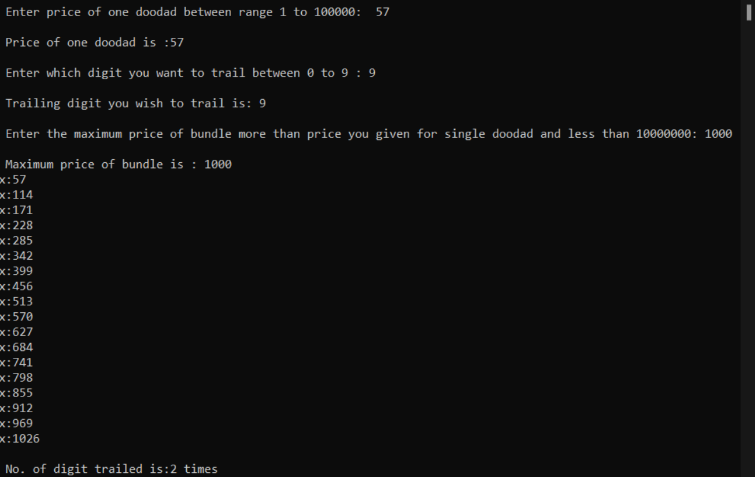 Enter price of one doodad between range 1 to 100000:  57
Price of one doodad is :57
Enter which digit you want to trail between 0 to 9 : 9
Trailing digit you wish to trail is: 9
Enter the maximum price of bundle more than price you given for single doodad and less than 10000000: 1000
Maximum price of bundle is : 1000
x:57
x:114
x:171
x:228
x:285
x:342
x:399
x:456
x:513
x:570
x:627
x:684
x:741
x:798
x:855
x:912
x:969
x:1026
No. of digit trailed is:2 times